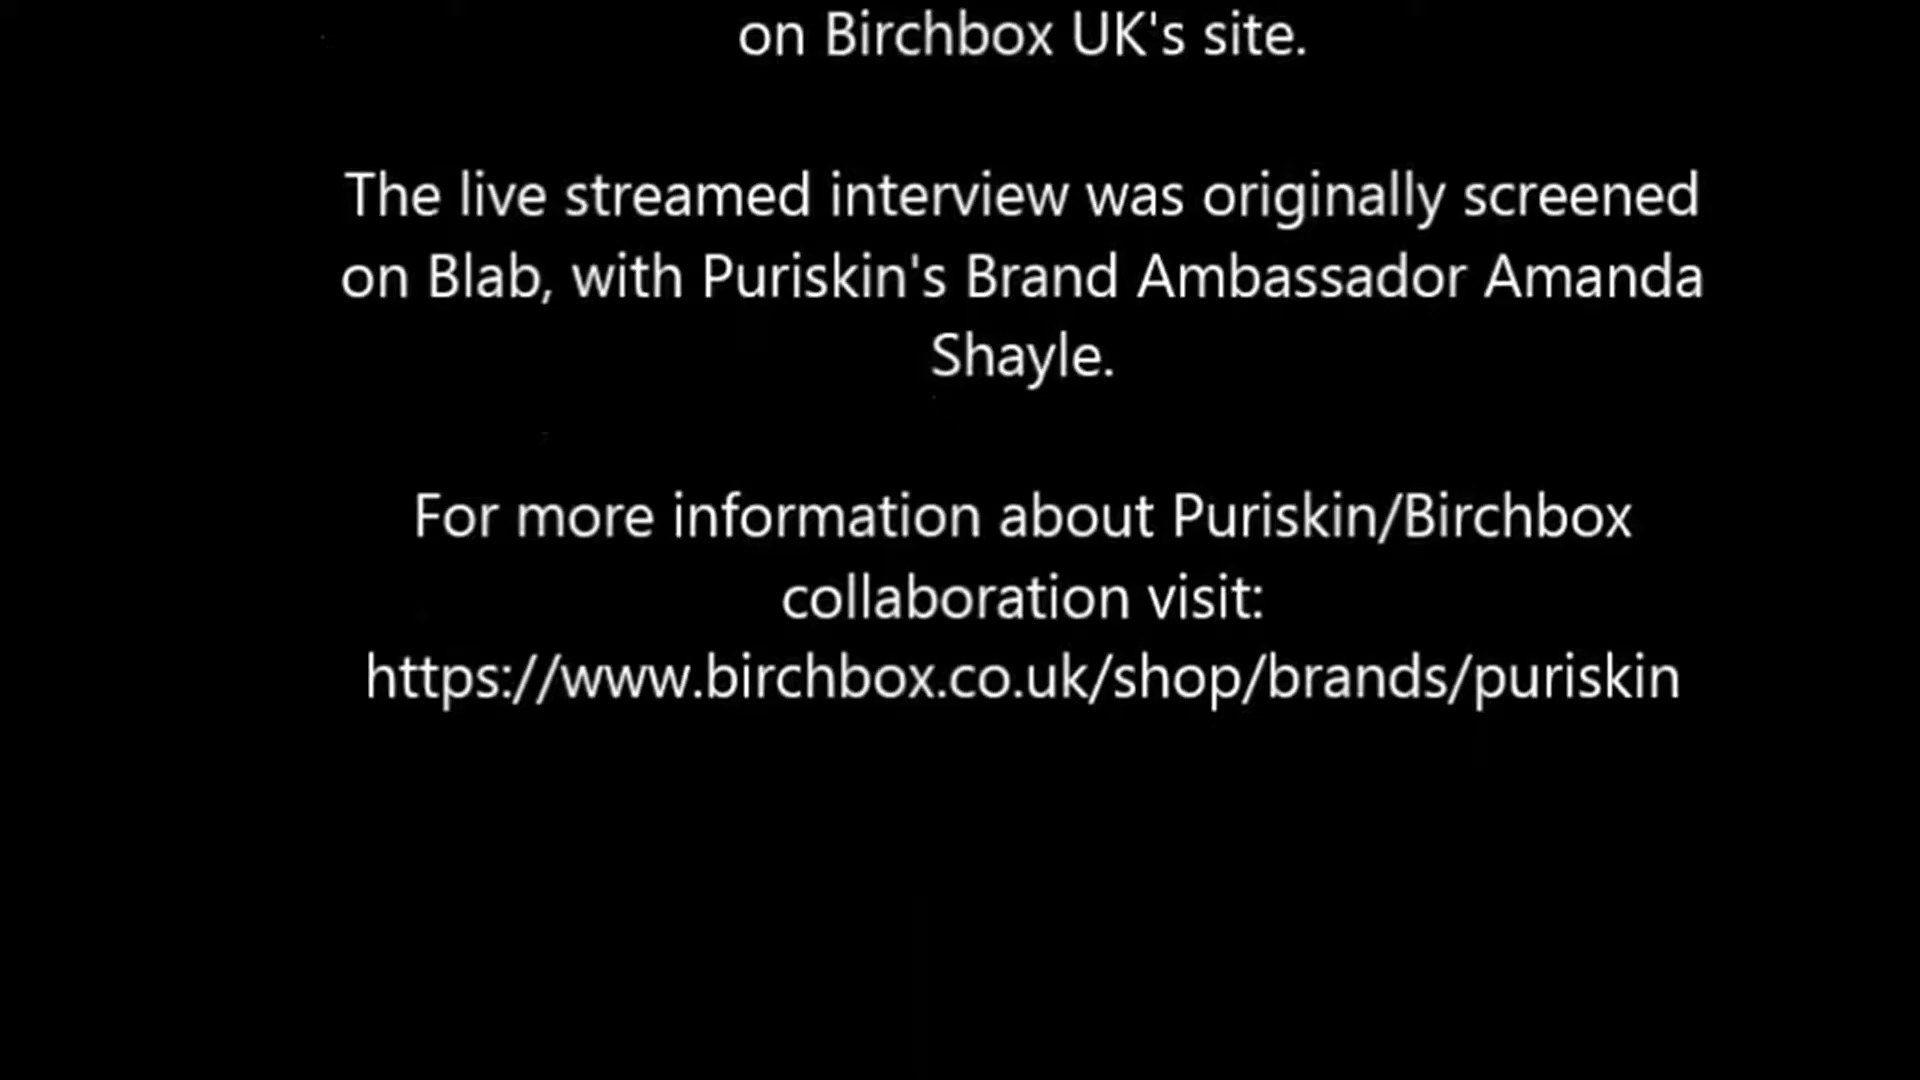 on Birchbox UK's site.
The live streamed interview was originally screened
on Blab, with Puriskin's Brand Ambassador Amanda
Shayle.
For more information about Puriskin/Birchbox
collaboration visit:
https://www.birchbox.co.uk/shop/brands/puriskin